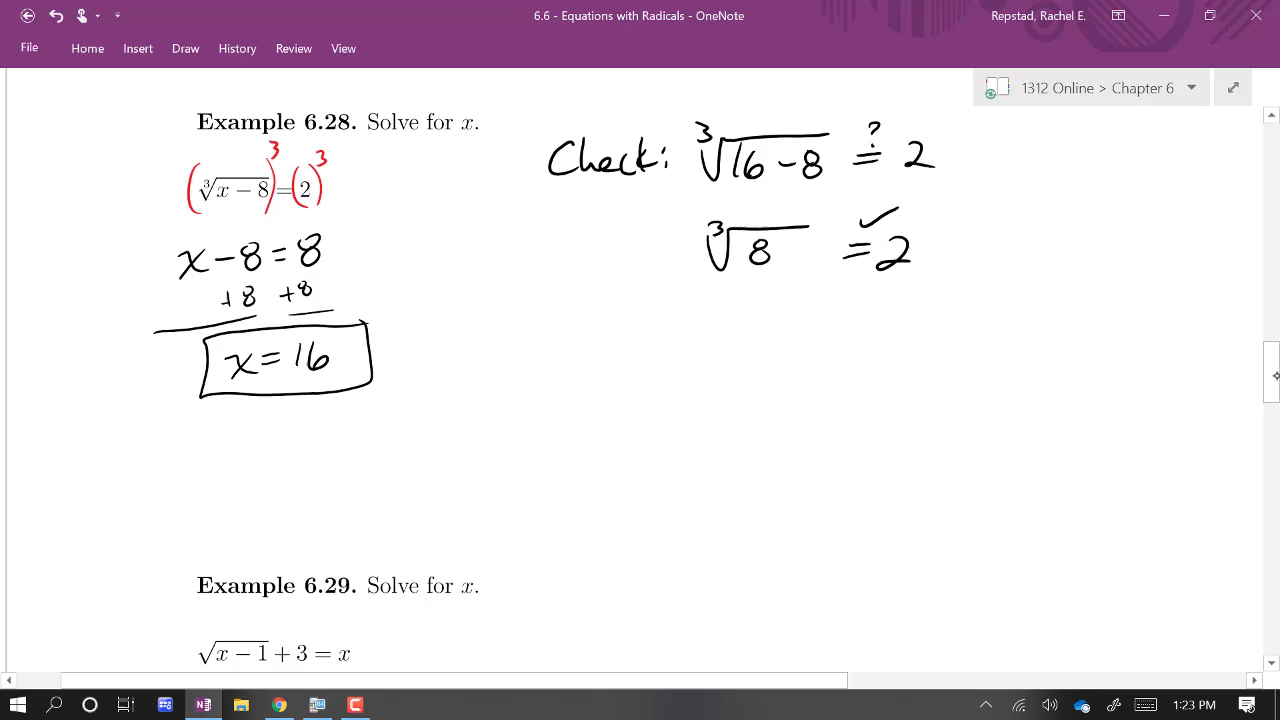 6.6 - Equations with Radicals - OneNote
Repstad, Rachel E.
File Home Insert Draw History Review View
1312 Online > Chapter 6
Example 6.28. Solve for x.
(∛(x − 8))³ = (2)³
x − 8 = 8
+8 +8
x = 16
Check: ∛(16 − 8) ≟ 2
∛8 = 2 ✓
Example 6.29. Solve for x.
√(x − 1) + 3 = x
1:23 PM